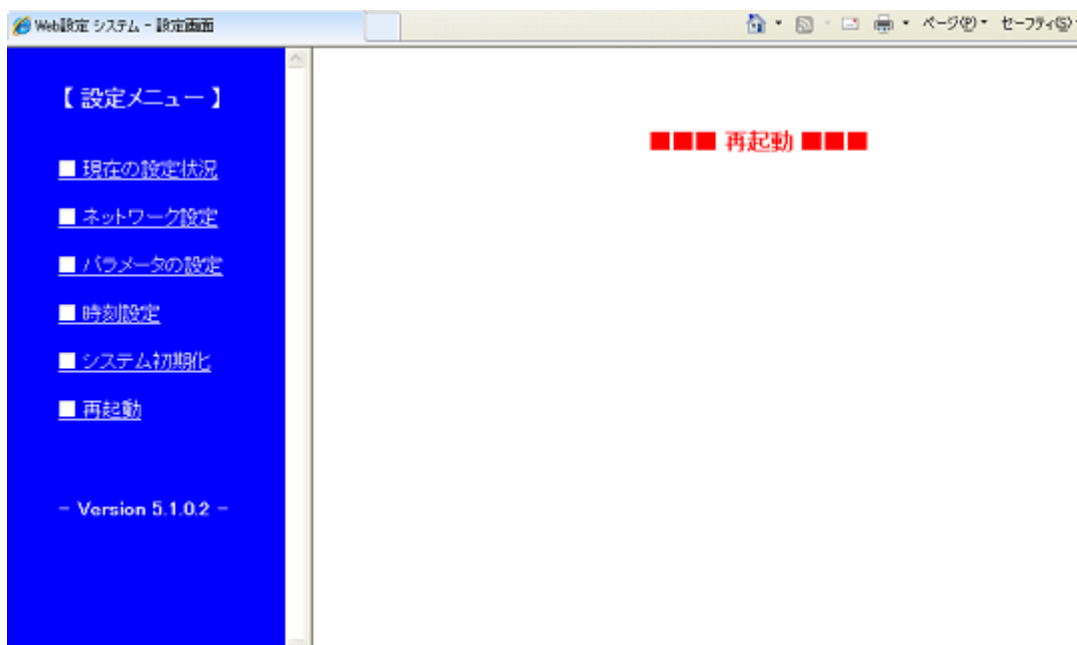 Web設定 システム - 設定画面
ページ(P) セーフティ(S)
【 設定メニュー 】
■ 現在の設定状況
■ ネットワーク設定
■ パラメータの設定
■ 時刻設定
■ システム初期化
■ 再起動
- Version 5.1.0.2 -
■■■ 再起動 ■■■